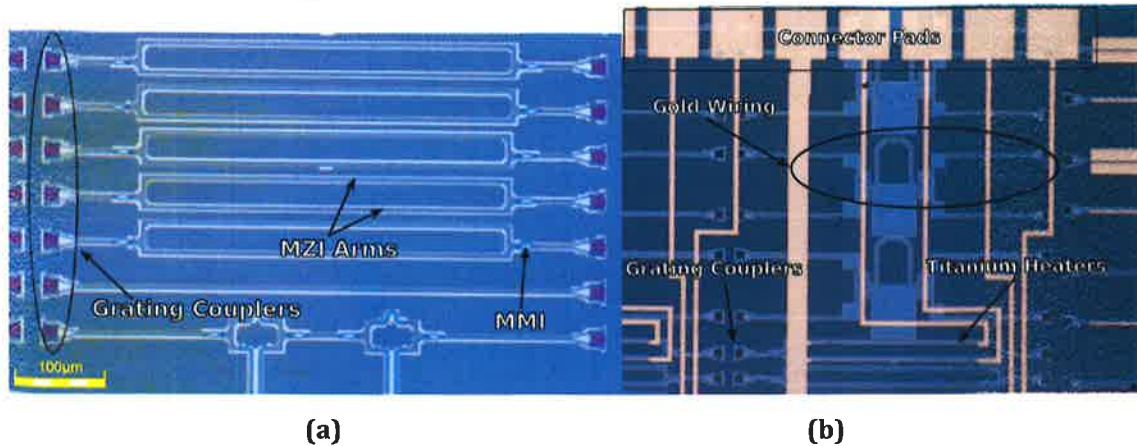 Connector Pads
Gold Wiring
MZI Arms
Grating Couplers
MMI
100µm
Grating Couplers
Titanium Heaters
(a)
(b)